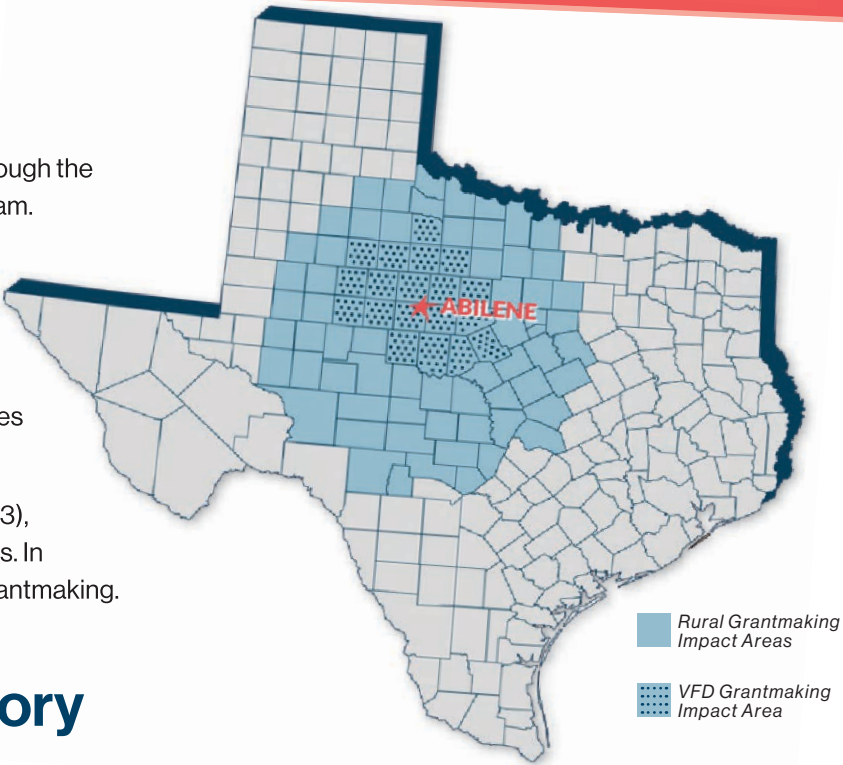 ough the
am.
es
3),
s. In
antmaking.
ory
ABILENE
Rural Grantmaking
Impact Areas
VFD Grantmaking
Impact Area